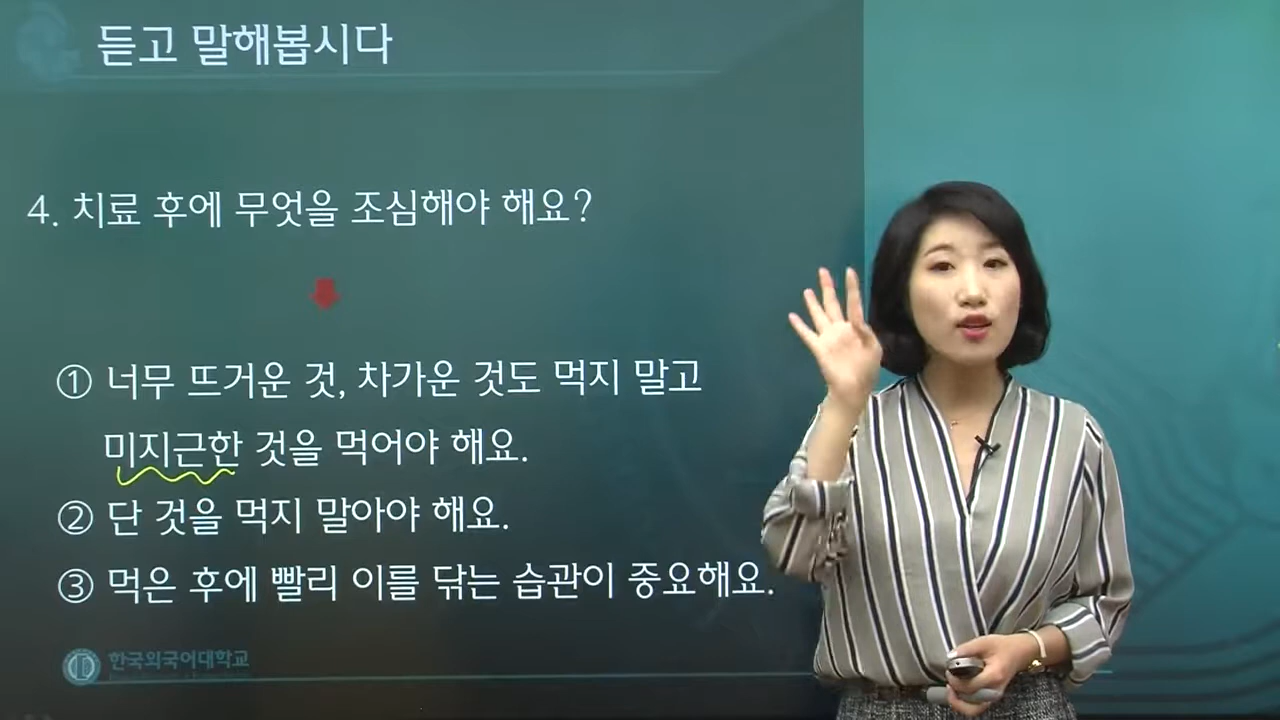 듣고 말해봅시다
4. 치료 후에 무엇을 조심해야 해요?
① 너무 뜨거운 것, 차가운 것도 먹지 말고
미지근한 것을 먹어야 해요.
② 단 것을 먹지 말아야 해요.
③ 먹은 후에 빨리 이를 닦는 습관이 중요해요.
한국외국어대학교